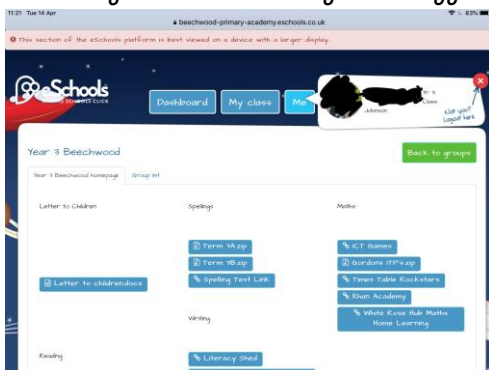 11:21 Tue 14 Apr
83%
beechwood-primary-academy.eschools.co.uk
This section of the eSchools platform is best viewed on a device with a larger display.
eSchools
MAKING SCHOOLS CLICK
Dashboard
My class
Me
Johnson
Class
Not you?
Logout here
Year 3 Beechwood
Back to groups
Year 3 Beechwood homepage
Group list
Letter to Children
Spellings
Maths
Term 3A.zip
ICT Games
Term 3B.zip
Gordons ITP's.zip
Letter to children.docx
Spelling Test Link
Times Table Rockstars
Khan Academy
Writing
White Rose Hub Maths
Home Learning
Reading
Literacy Shed